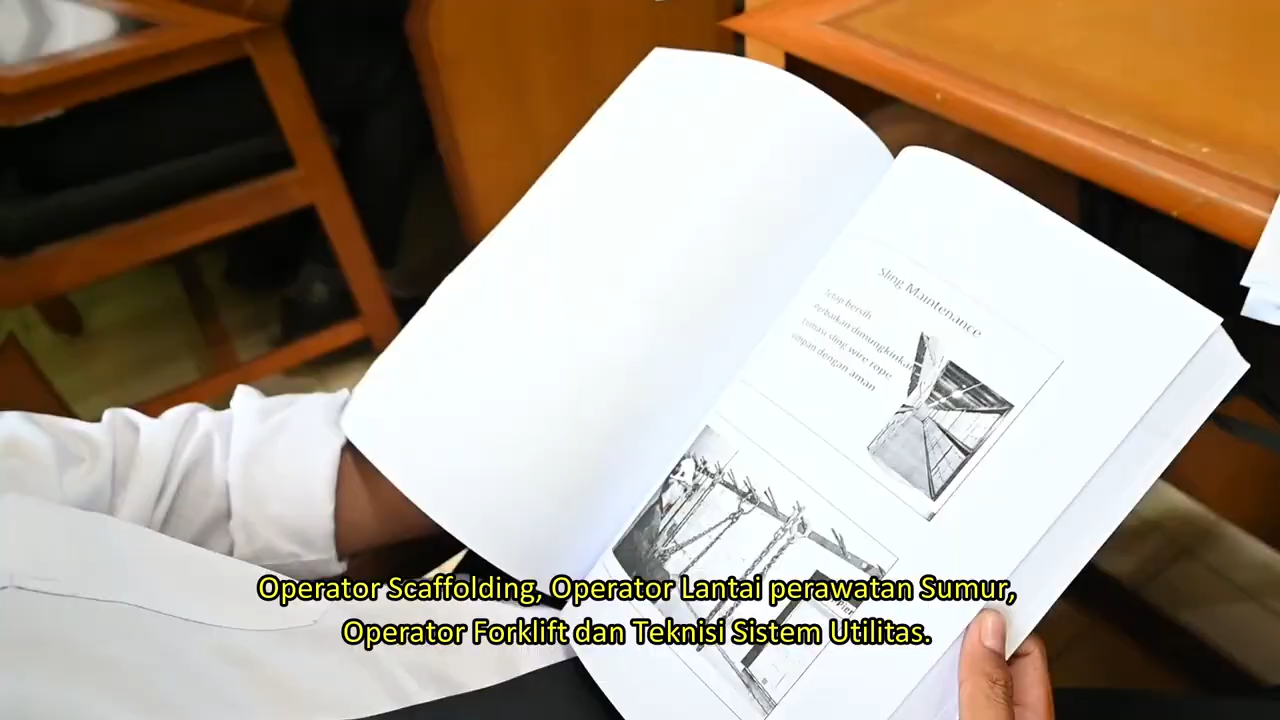 Sling Maintenance
Tetap bersih
Perbaikan dimungkinkan
sling wire rope
Simpan dengan aman
Pier
Operator Scaffolding, Operator Lantai perawatan Sumur,
Operator Forklift dan Teknisi Sistem Utilitas.